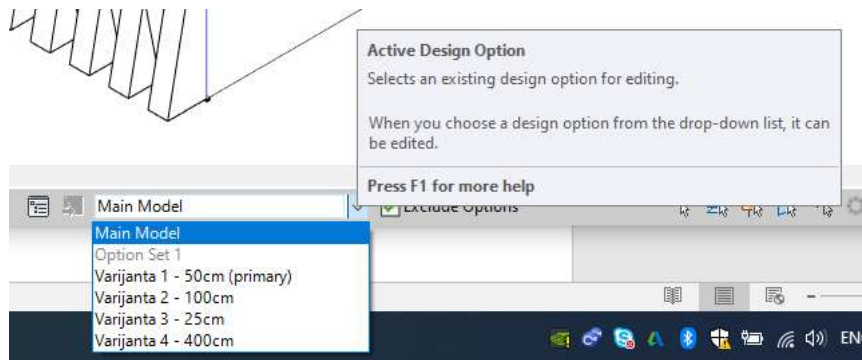 Active Design Option
Selects an existing design option for editing.
When you choose a design option from the drop-down list, it can
be edited.
Press F1 for more help
Main Model
Exclude Options
Main Model
Option Set 1
Varijanta 1 - 50cm (primary)
Varijanta 2 - 100cm
Varijanta 3 - 25cm
Varijanta 4 - 400cm
EN